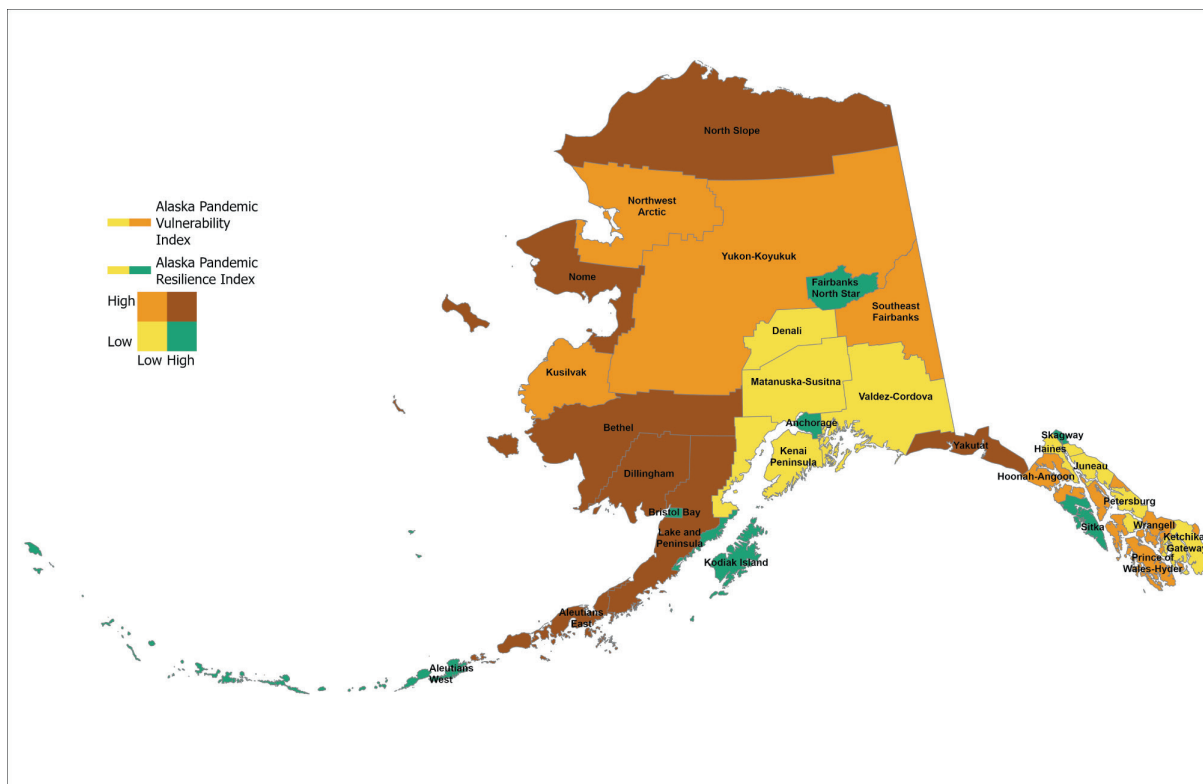 North Slope
Northwest
Arctic
Alaska Pandemic
Vulnerability
Index
Alaska Pandemic
Resilience Index
High
Low
Low High
Yukon-Koyukuk
Nome
Fairbanks
North Star
Southeast
Fairbanks
Denali
Kusilvak
Matanuska-Susitna
Valdez-Cordova
Bethel
Anchorage
Kenai
Peninsula
Yakutat
Skagway
Haines
Juneau
Hoonah-Angoon
Dillingham
Petersburg
Bristol Bay
Sitka
Wrangell
Lake and
Peninsula
Ketchika
Gateway
Kodiak Island
Prince of
Wales-Hyder
Aleutians
East
Aleutians
West